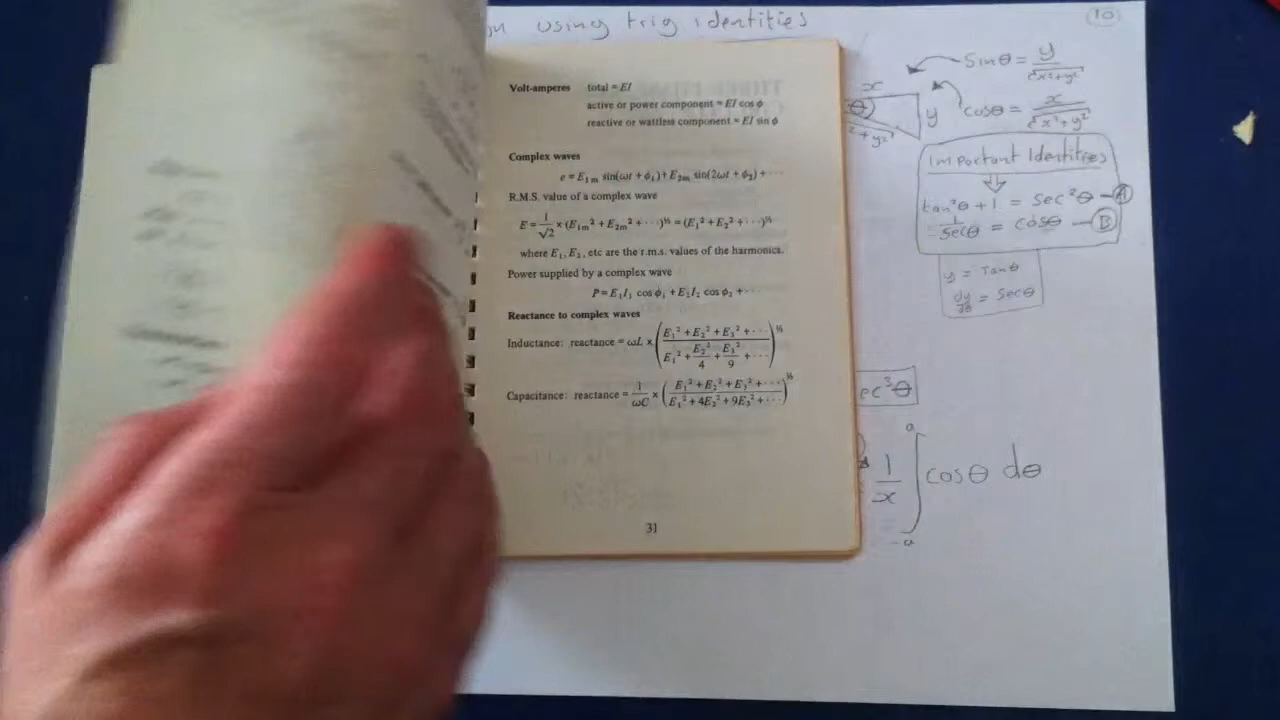 n using trig identities
10
Volt-amperes total = EI
active or power component = EI cos ϕ
reactive or wattless component = EI sin ϕ
Complex waves
e = E₁ₘ sin(ωt + ϕ₁) + E₂ₘ sin(2ωt + ϕ₂) + ···
R.M.S. value of a complex wave
E = 1/√2 × (E₁ₘ² + E₂ₘ² + ···)^½ = (E₁² + E₂² + ···)^½
where E₁, E₂, etc are the r.m.s. values of the harmonics.
Power supplied by a complex wave
P = E₁I₁ cos ϕ₁ + E₂I₂ cos ϕ₂ + ···
Reactance to complex waves
Inductance: reactance = ωL × ((E₁² + E₂² + E₃² + ···)/(E₁² + E₂²/4 + E₃²/9 + ···))^½
Capacitance: reactance = 1/ωC × ((E₁² + E₂² + E₃² + ···)/(E₁² + 4E₂² + 9E₃² + ···))^½
31
x
θ
y
x² + y²
Sinθ = y/√x²+y²
cosθ = x/√x²+y²
Important Identities
tan²θ + 1 = sec²θ — A
1/secθ = cosθ — B
y = Tanθ
dy/dθ = Secθ
ec³θ
1/x ∫ cosθ dθ
a
-a